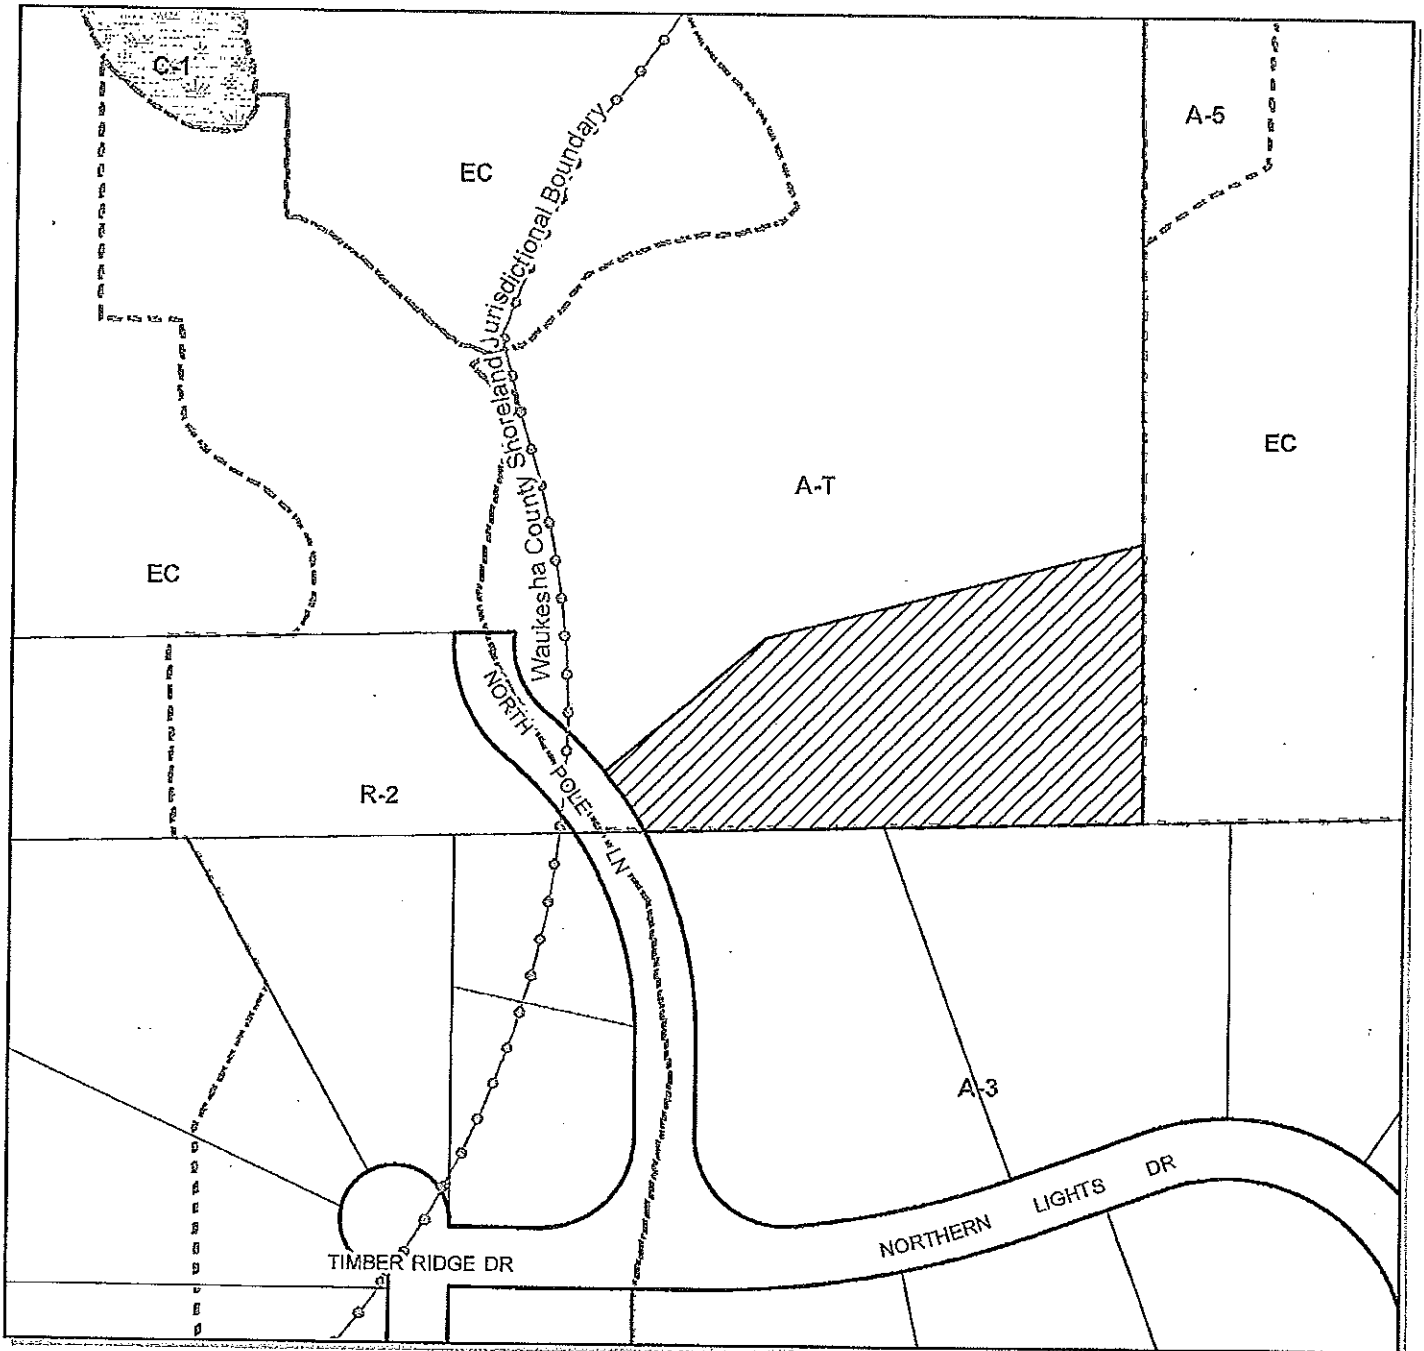 C-1
A-5
EC
Waukesha County Shoreland Jurisdictional Boundary
EC
A-T
EC
NORTH POLE LN
R-2
A-3
NORTHERN LIGHTS DR
TIMBER RIDGE DR